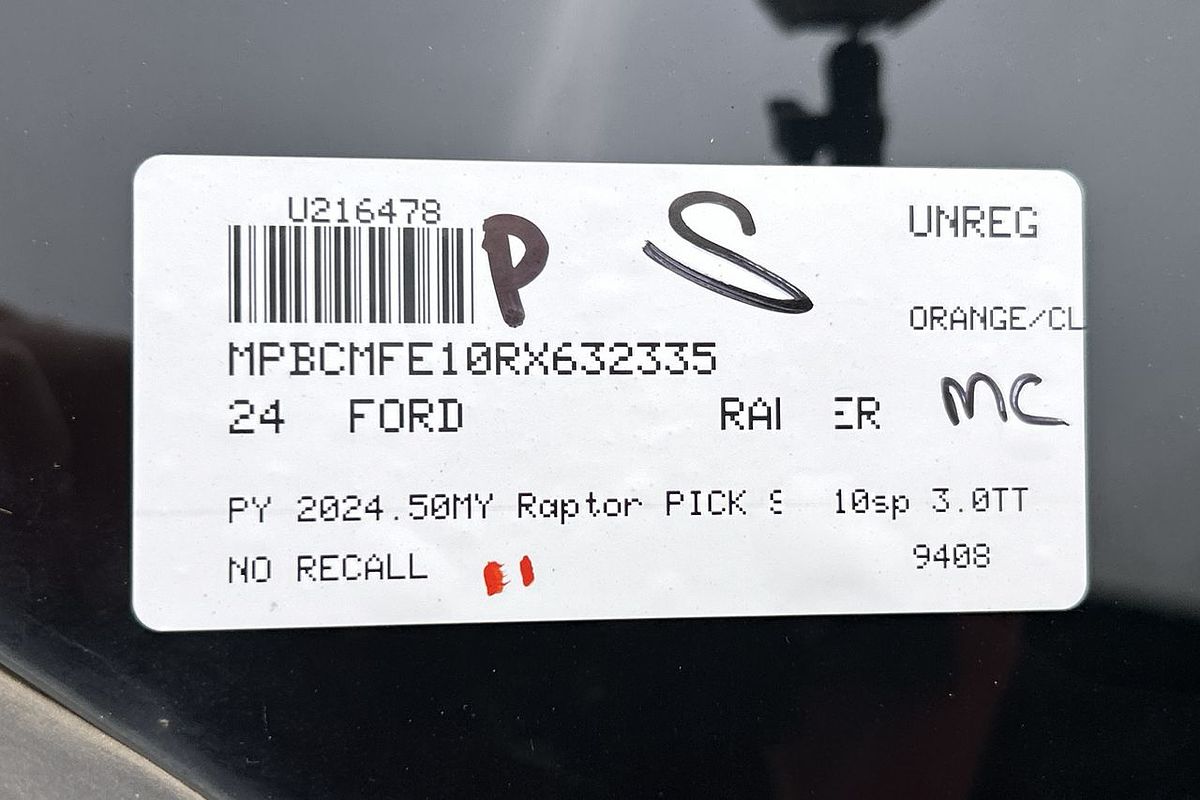 U216478
P S
UNREG
ORANGE/CL
MPBCMFE10RX632335
24 FORD
MC
PY 2024.50MY Raptor PICK 10sp 3.0TT
NO RECALL
9408